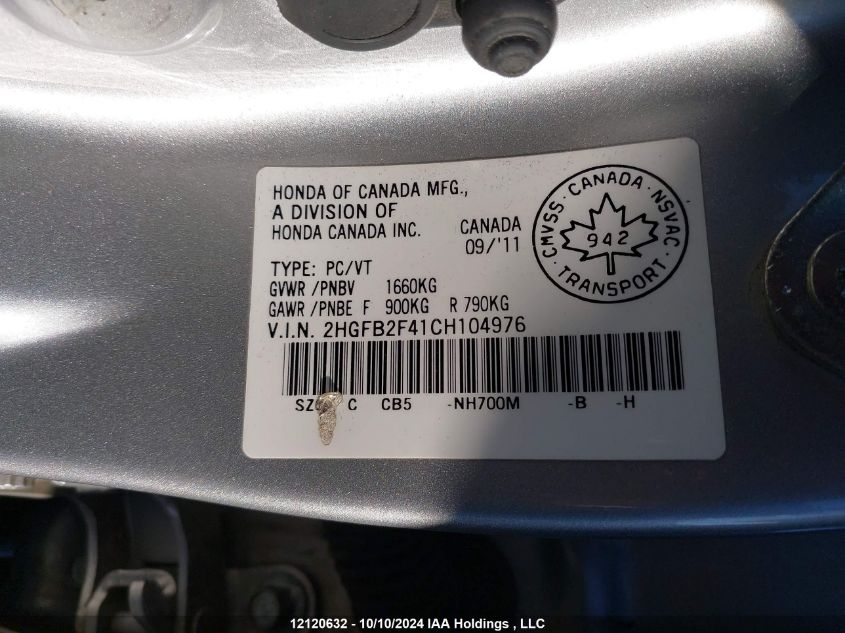 HONDA OF CANADA MFG.,
A DIVISION OF
HONDA CANADA INC. CANADA
09/'11
TYPE: PC/VT
GVWR /PNBV 1660KG
GAWR /PNBE F 900KG R 790KG
V.I.N. 2HGFB2F41CH104976
C CB5 -NH700M -B -H
CMVSS · CANADA · NSVAC
942
· TRANSPORT ·
12120632 - 10/10/2024 IAA Holdings , LLC